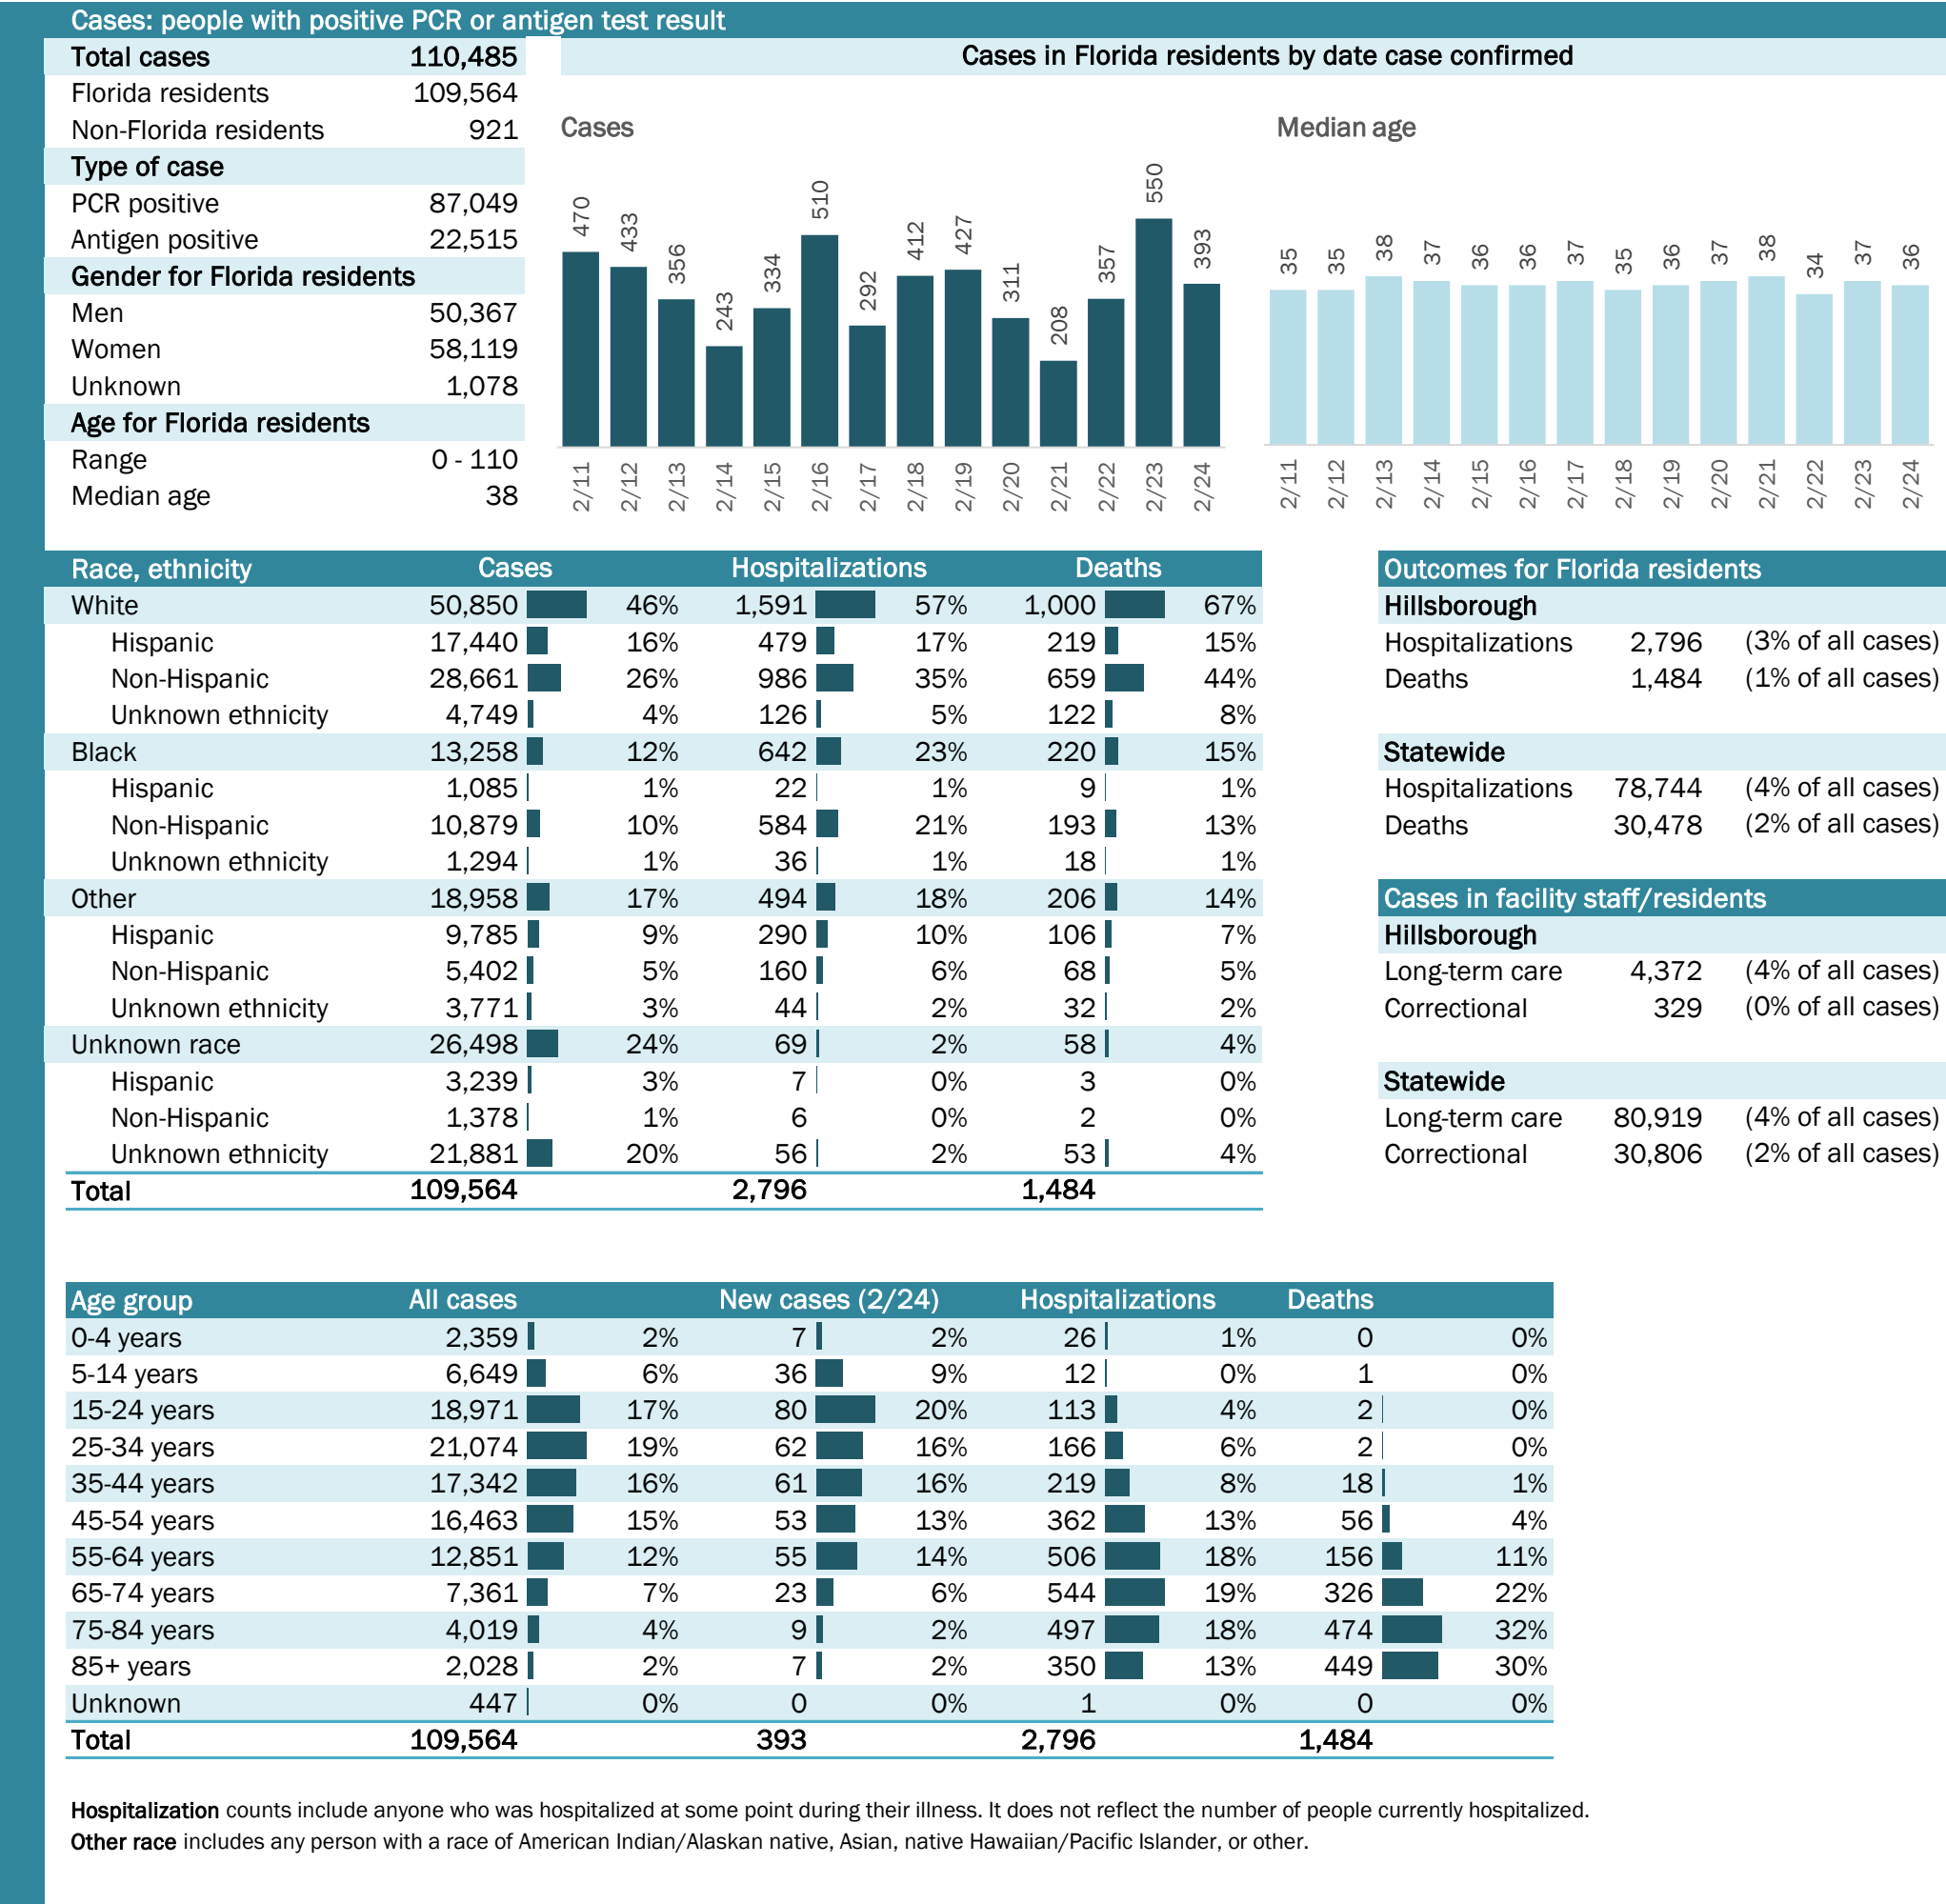 Cases: people with positive PCR or antigen test result
Total cases 110,485
Florida residents 109,564
Non-Florida residents 921
Type of case
PCR positive 87,049
Antigen positive 22,515
Gender for Florida residents
Men 50,367
Women 58,119
Unknown 1,078
Age for Florida residents
Range 0 - 110
Median age 38
Cases in Florida residents by date case confirmed
Cases
470 433 356 243 334 510 292 412 427 311 208 357 550 393
2/11 2/12 2/13 2/14 2/15 2/16 2/17 2/18 2/19 2/20 2/21 2/22 2/23 2/24
Median age
35 35 38 37 36 36 37 35 36 37 38 34 37 36
2/11 2/12 2/13 2/14 2/15 2/16 2/17 2/18 2/19 2/20 2/21 2/22 2/23 2/24
Race, ethnicity Cases Hospitalizations Deaths
White 50,850 46% 1,591 57% 1,000 67%
Hispanic 17,440 16% 479 17% 219 15%
Non-Hispanic 28,661 26% 986 35% 659 44%
Unknown ethnicity 4,749 4% 126 5% 122 8%
Black 13,258 12% 642 23% 220 15%
Hispanic 1,085 1% 22 1% 9 1%
Non-Hispanic 10,879 10% 584 21% 193 13%
Unknown ethnicity 1,294 1% 36 1% 18 1%
Other 18,958 17% 494 18% 206 14%
Hispanic 9,785 9% 290 10% 106 7%
Non-Hispanic 5,402 5% 160 6% 68 5%
Unknown ethnicity 3,771 3% 44 2% 32 2%
Unknown race 26,498 24% 69 2% 58 4%
Hispanic 3,239 3% 7 0% 3 0%
Non-Hispanic 1,378 1% 6 0% 2 0%
Unknown ethnicity 21,881 20% 56 2% 53 4%
Total 109,564 2,796 1,484
Outcomes for Florida residents
Hillsborough
Hospitalizations 2,796 (3% of all cases)
Deaths 1,484 (1% of all cases)
Statewide
Hospitalizations 78,744 (4% of all cases)
Deaths 30,478 (2% of all cases)
Cases in facility staff/residents
Hillsborough
Long-term care 4,372 (4% of all cases)
Correctional 329 (0% of all cases)
Statewide
Long-term care 80,919 (4% of all cases)
Correctional 30,806 (2% of all cases)
Age group All cases New cases (2/24) Hospitalizations Deaths
0-4 years 2,359 2% 7 2% 26 1% 0 0%
5-14 years 6,649 6% 36 9% 12 0% 1 0%
15-24 years 18,971 17% 80 20% 113 4% 2 0%
25-34 years 21,074 19% 62 16% 166 6% 2 0%
35-44 years 17,342 16% 61 16% 219 8% 18 1%
45-54 years 16,463 15% 53 13% 362 13% 56 4%
55-64 years 12,851 12% 55 14% 506 18% 156 11%
65-74 years 7,361 7% 23 6% 544 19% 326 22%
75-84 years 4,019 4% 9 2% 497 18% 474 32%
85+ years 2,028 2% 7 2% 350 13% 449 30%
Unknown 447 0% 0 0% 1 0% 0 0%
Total 109,564 393 2,796 1,484
Hospitalization counts include anyone who was hospitalized at some point during their illness. It does not reflect the number of people currently hospitalized.
Other race includes any person with a race of American Indian/Alaskan native, Asian, native Hawaiian/Pacific Islander, or other.